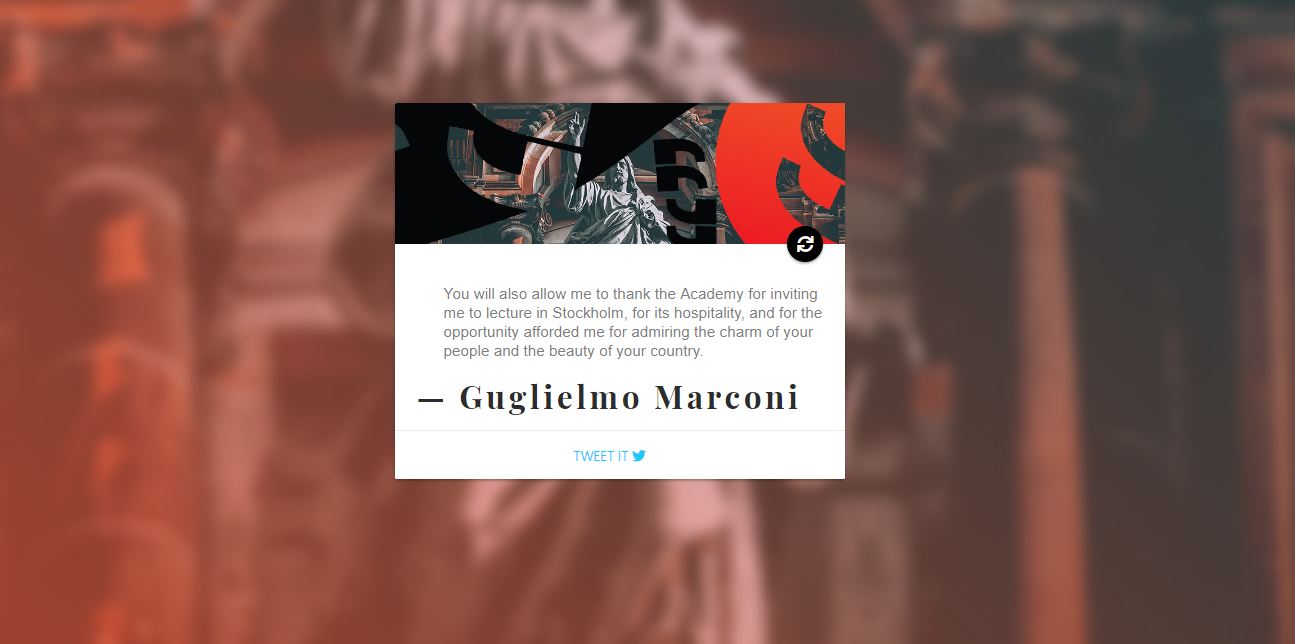 You will also allow me to thank the Academy for inviting
me to lecture in Stockholm, for its hospitality, and for the
opportunity afforded me for admiring the charm of your
people and the beauty of your country.
— Guglielmo Marconi
TWEET IT